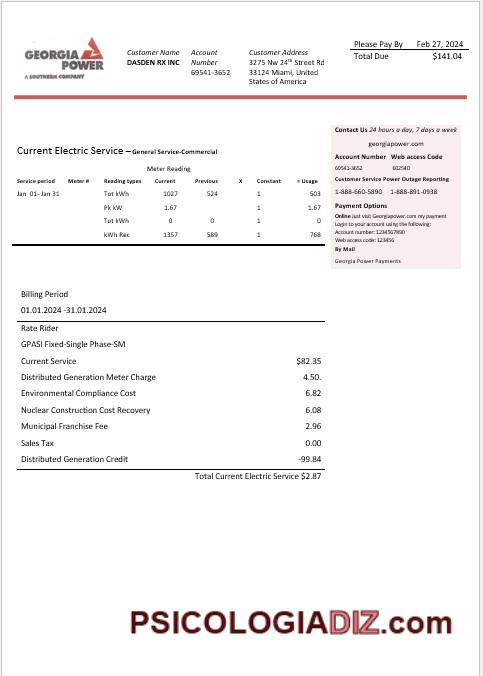 GEORGIA
POWER
A SOUTHERN COMPANY
Customer Name
DASDEN RX INC
Account
Number
69541-3652
Customer Address
3275 Nw 24th Street Rd
33124 Miami, United
States of America
Please Pay By Feb 27, 2024
Total Due $141.04
Contact Us 24 hours a day, 7 days a week
georgiapower.com
Account Number Web access Code
69541-3652 602540
Customer Service Power Outage Reporting
1-888-660-5890 1-888-891-0938
Payment Options
Online Just visit Georgiapower.com my payment
Login to your account using the following:
Account number: 1234567890
Web access code: 123456
By Mail
Georgia Power Payments
Current Electric Service – General Service-Commercial
Meter Reading
Service period Meter # Reading types Current Previous X Constant = Usage
Jan 01- Jan 31 Tot kWh 1027 524 1 503
Pk kW 1.67 1 1.67
Tot kWh 0 0 1 0
kWh Rec 1357 589 1 768
Billing Period
01.01.2024 -31.01.2024
Rate Rider
GPASI Fixed-Single Phase-SM
Current Service $82.35
Distributed Generation Meter Charge 4.50.
Environmental Compliance Cost 6.82
Nuclear Construction Cost Recovery 6.08
Municipal Franchise Fee 2.96
Sales Tax 0.00
Distributed Generation Credit -99.84
Total Current Electric Service $2.87
PSICOLOGIADIZ.com